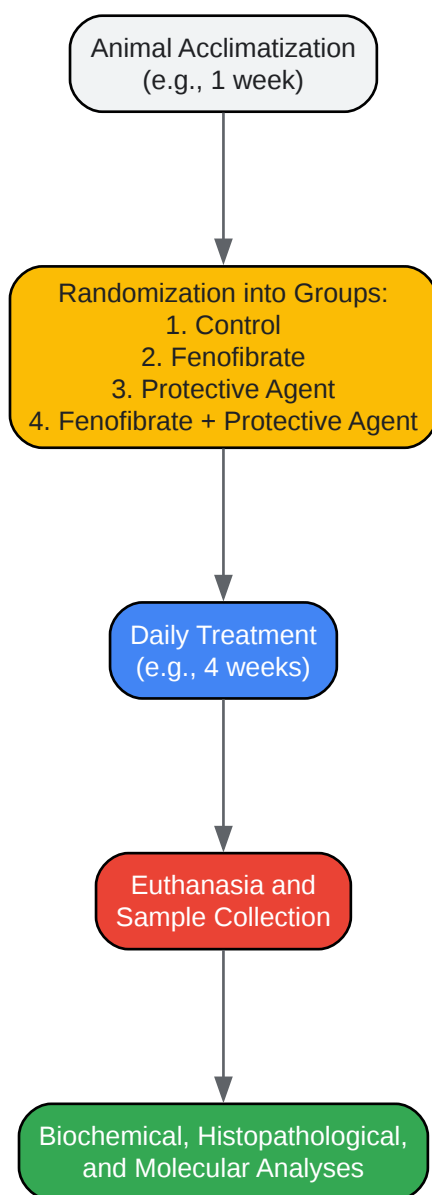 Animal Acclimatization
(e.g., 1 week)
Randomization into Groups:
1. Control
2. Fenofibrate
3. Protective Agent
4. Fenofibrate + Protective Agent
Daily Treatment
(e.g., 4 weeks)
Euthanasia and
Sample Collection
Biochemical, Histopathological,
and Molecular Analyses